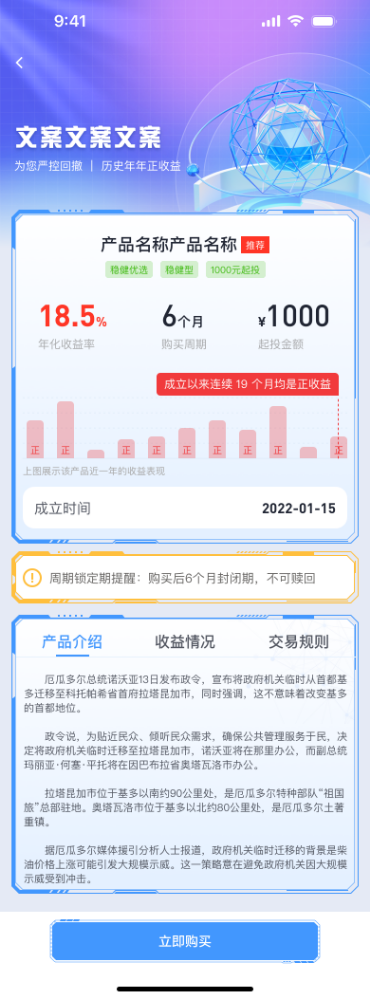 9:41
文案文案文案
为您严控回撤 | 历史年年正收益
产品名称产品名称 推荐
稳健优选 稳健型 1000元起投
18.5% 6个月 ¥1000
年化收益率 购买周期 起投金额
成立以来连续 19 个月均是正收益
正 正 正 正 正 正 正 正 正 正 正
上图展示该产品近一年的收益表现
成立时间 2022-01-15
周期锁定期提醒：购买后6个月封闭期，不可赎回
产品介绍 收益情况 交易规则
厄瓜多尔总统诺沃亚13日发布政令，宣布将政府机关临时从首都基
多迁移至科托帕希省首府拉塔昆加市，同时强调，这不意味着改变基多
的首都地位。
政令说，为贴近民众、倾听民众需求，确保公共管理服务于民，决
定将政府机关临时迁移至拉塔昆加市，诺沃亚将在那里办公，而副总统
玛丽亚·何塞·平托将在因巴布拉省奥塔瓦洛市办公。
拉塔昆加市位于基多以南约90公里处，是厄瓜多尔特种部队“祖国
旅”总部驻地。奥塔瓦洛市位于基多以北约80公里处，是厄瓜多尔土著
重镇。
据厄瓜多尔媒体援引分析人士报道，政府机关临时迁移的背景是柴
油价格上涨可能引发大规模示威。这一策略意在避免政府机关因大规模
示威受到冲击。
立即购买